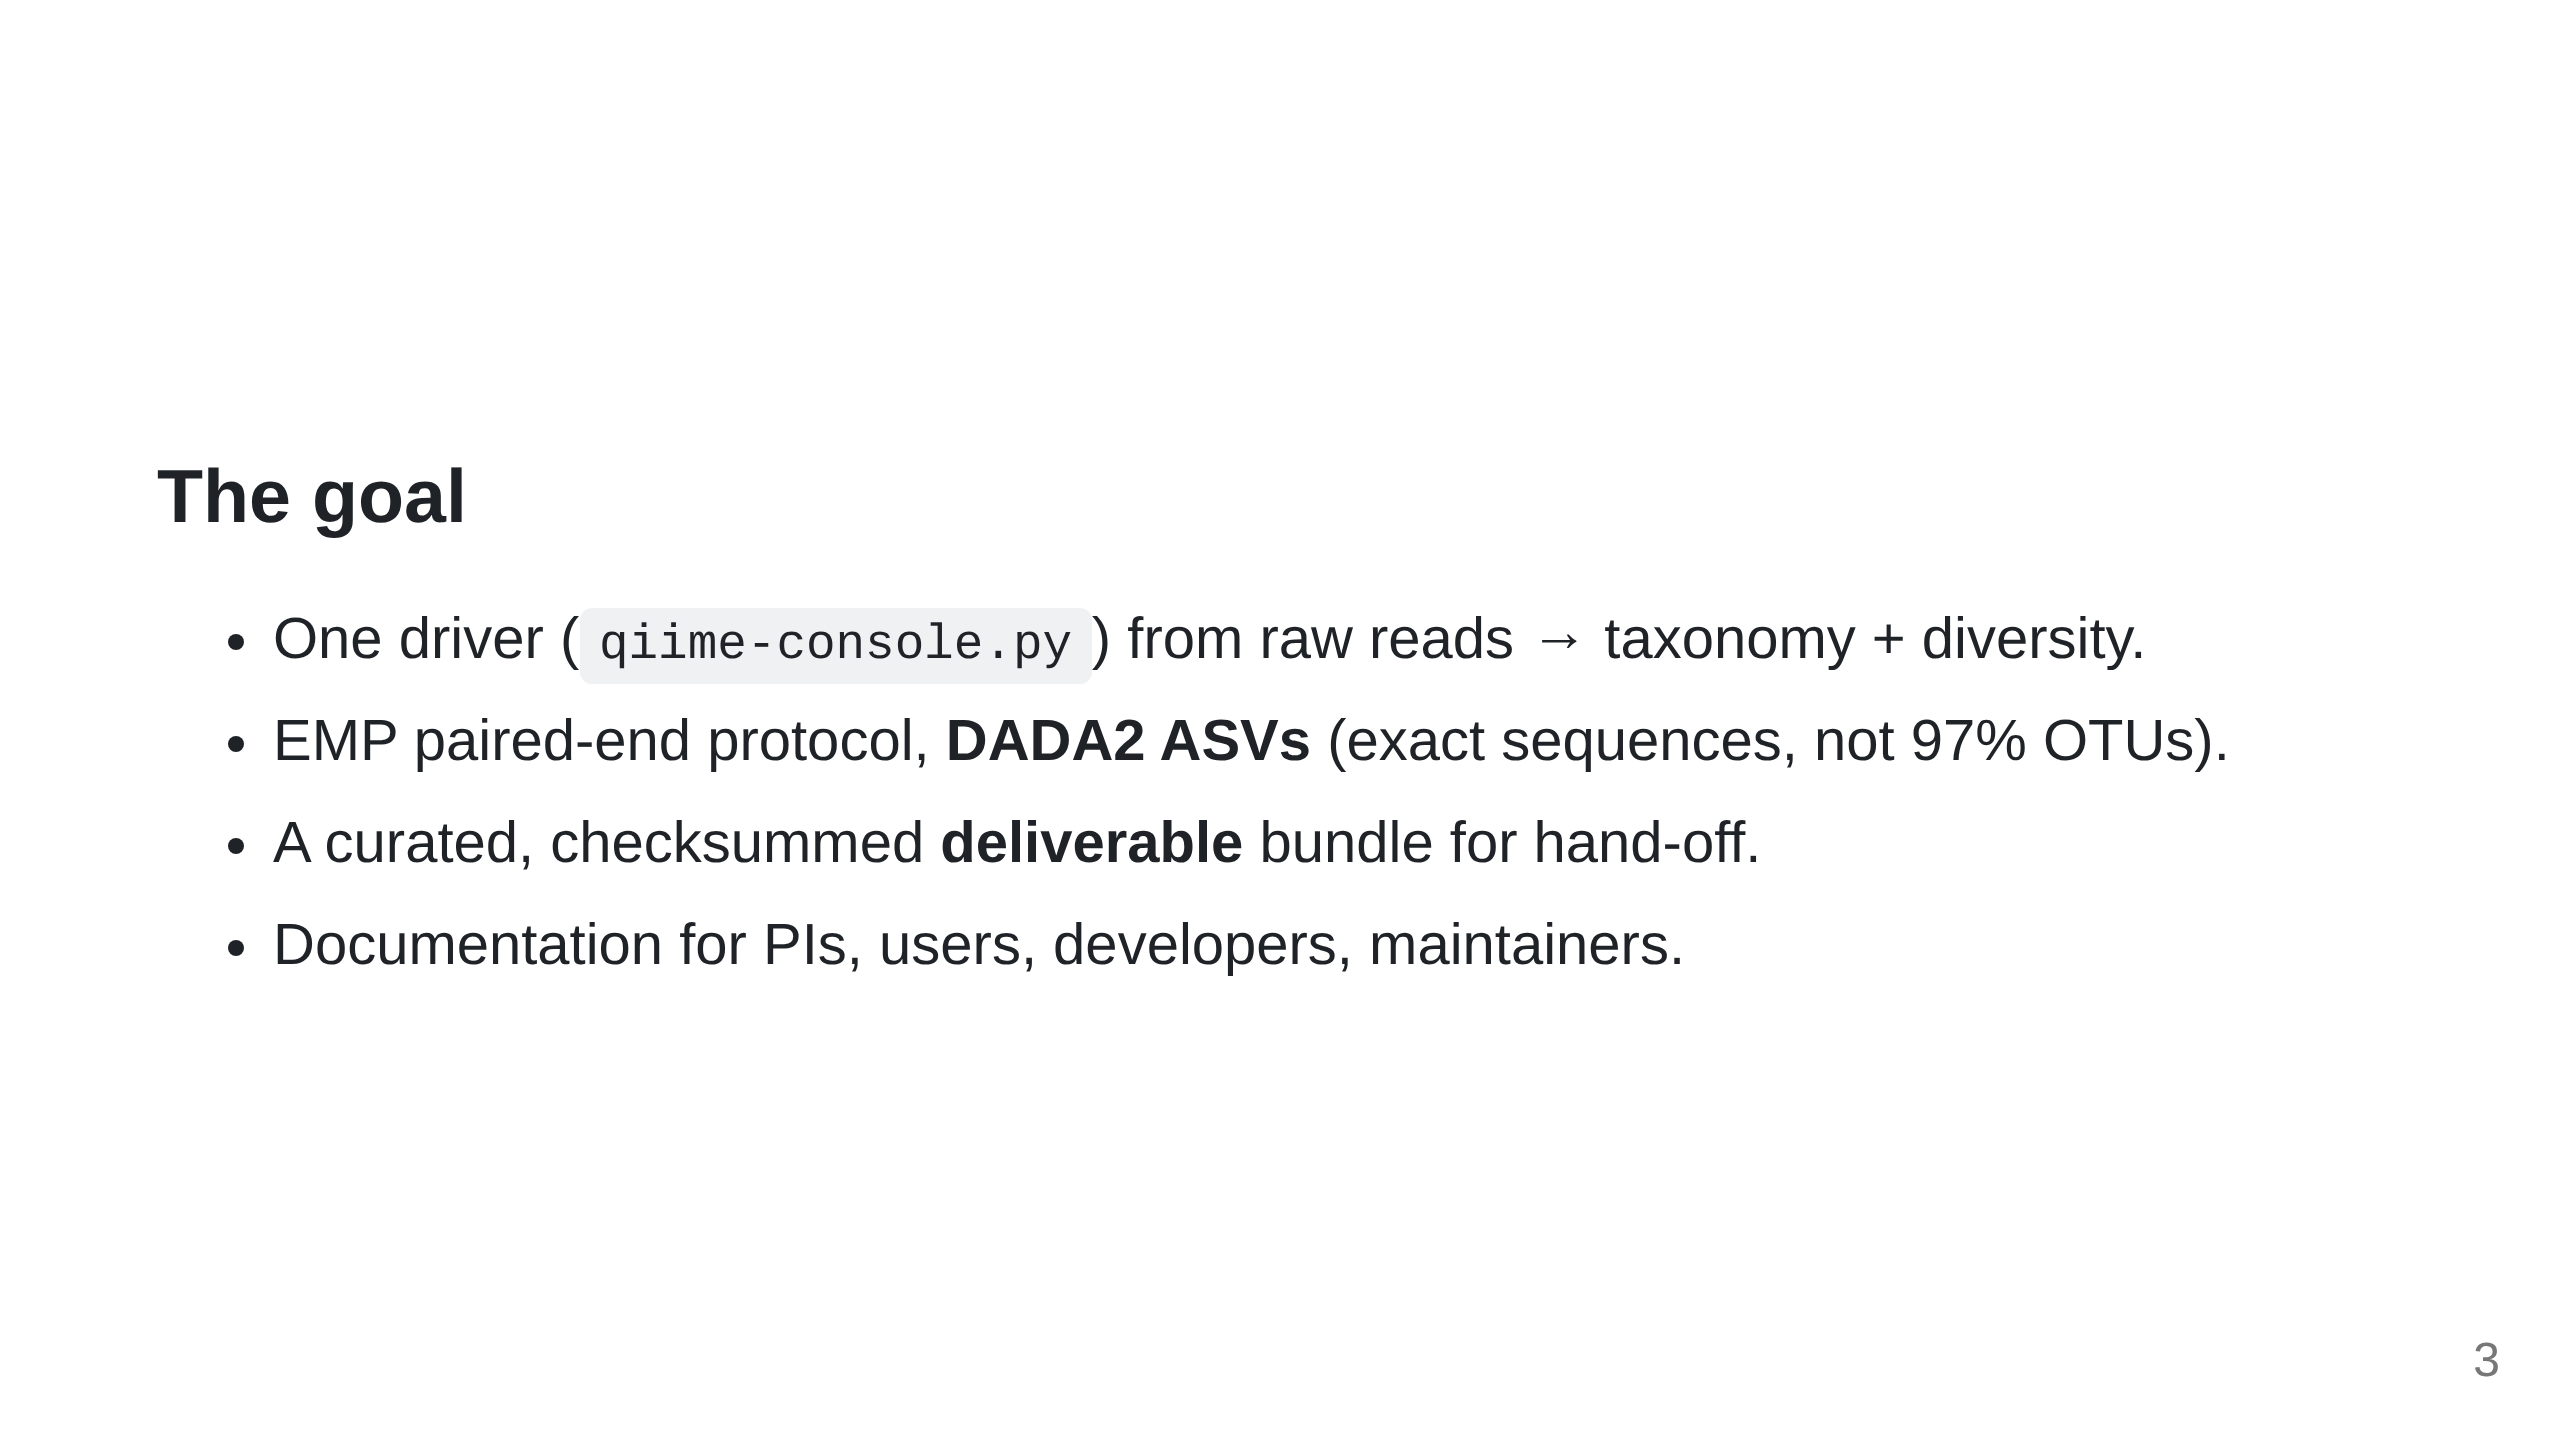 The goal
• One driver (qiime-console.py) from raw reads → taxonomy + diversity.
• EMP paired-end protocol, DADA2 ASVs (exact sequences, not 97% OTUs).
• A curated, checksummed deliverable bundle for hand-off.
• Documentation for PIs, users, developers, maintainers.
3